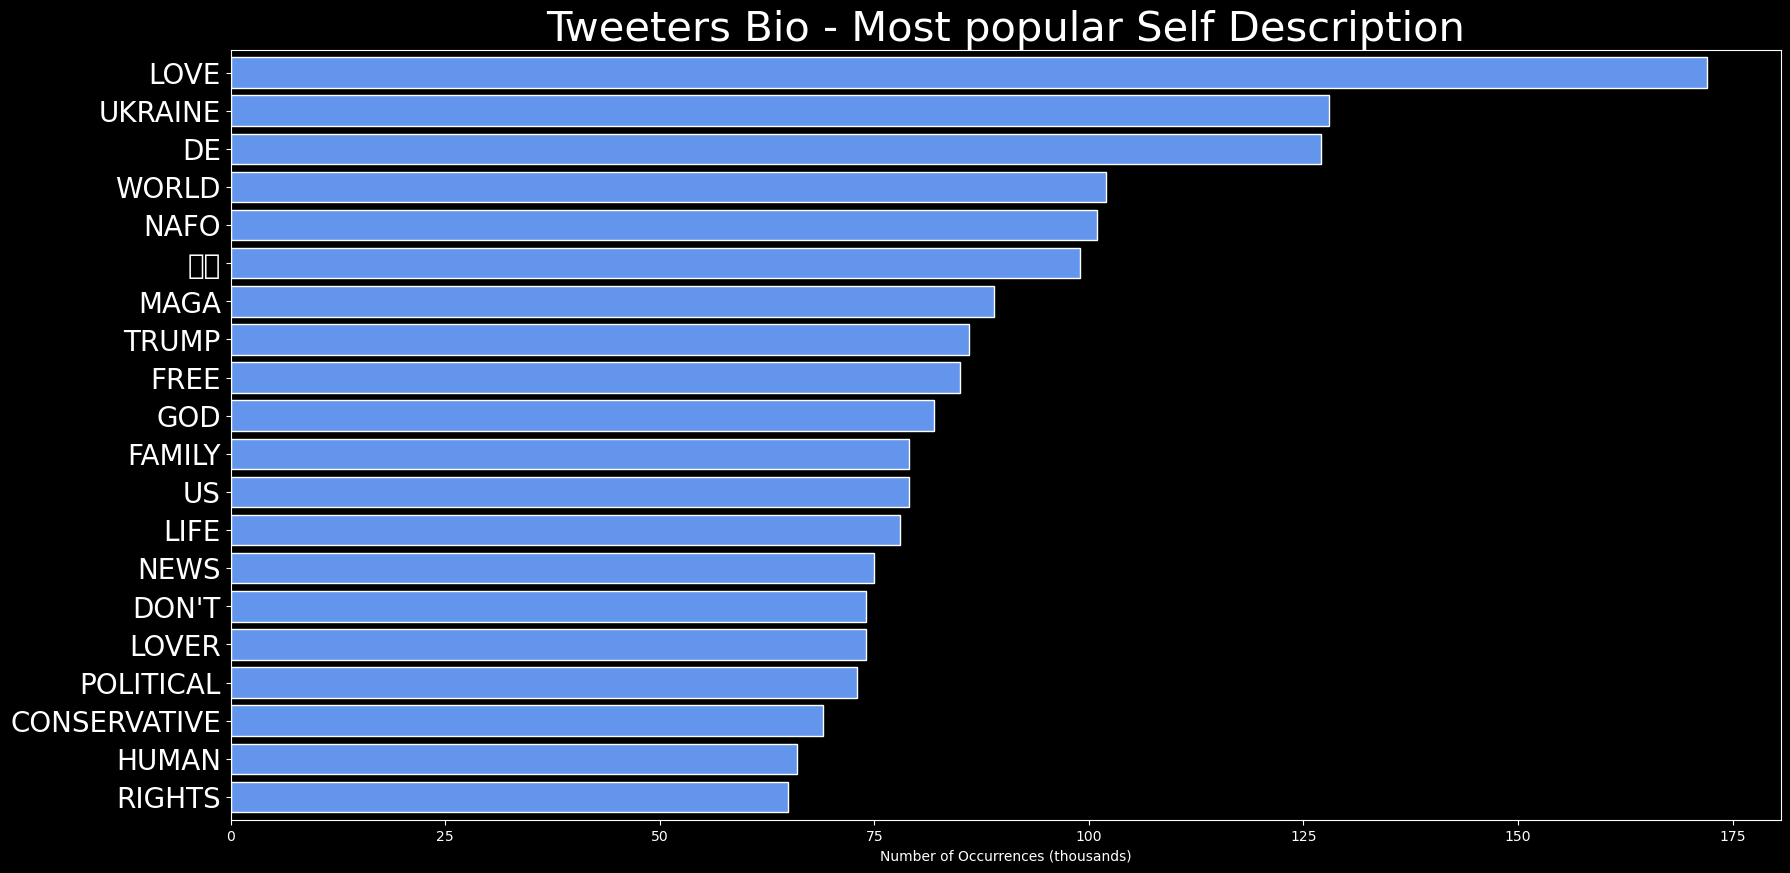 Tweeters Bio - Most popular Self Description
LOVE
UKRAINE
DE
WORLD
NAFO
MAGA
TRUMP
FREE
GOD
FAMILY
US
LIFE
NEWS
DON'T
LOVER
POLITICAL
CONSERVATIVE
HUMAN
RIGHTS
0 25 50 75 100 125 150 175
Number of Occurrences (thousands)